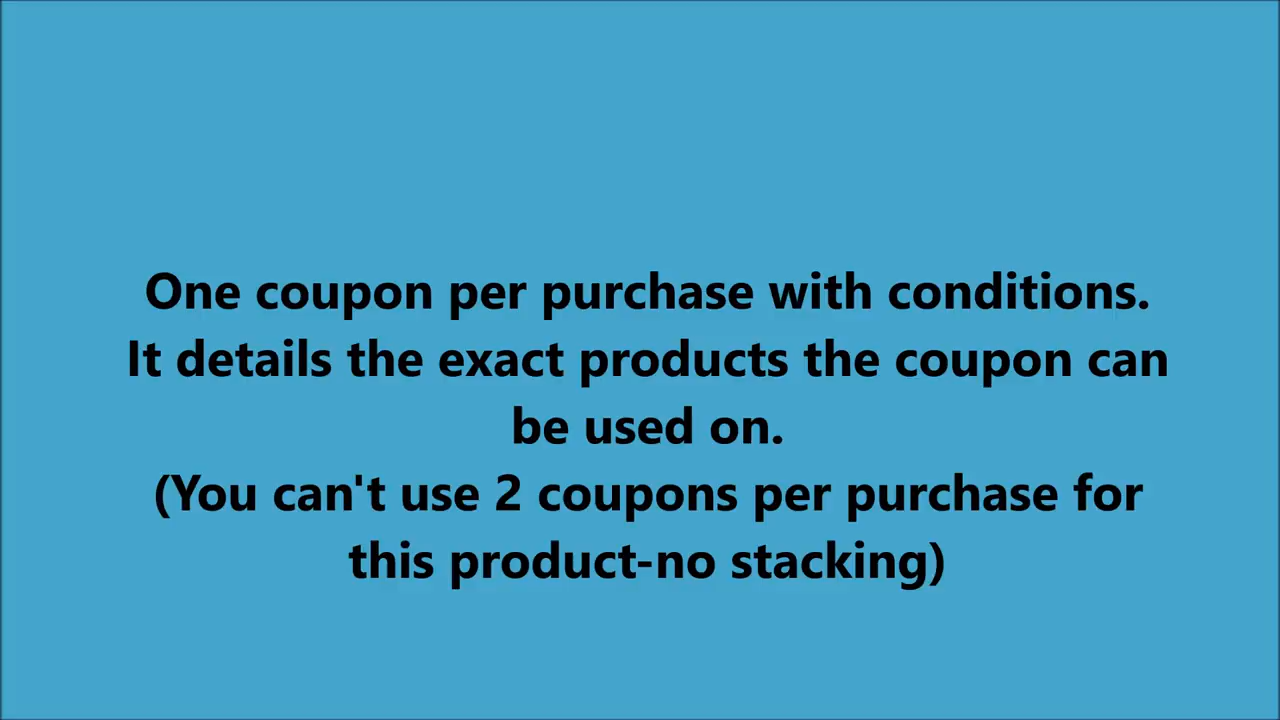 One coupon per purchase with conditions.
It details the exact products the coupon can
be used on.
(You can't use 2 coupons per purchase for
this product-no stacking)